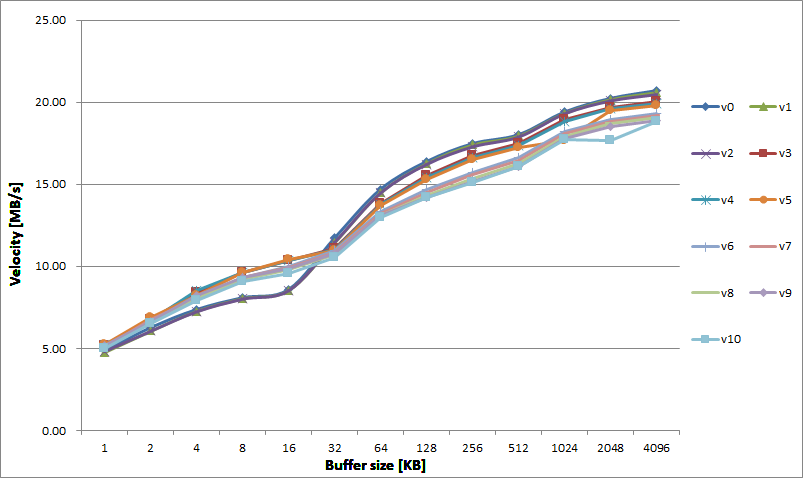 25.00
20.00
15.00
10.00
5.00
0.00
Velocity [MB/s]
1 2 4 8 16 32 64 128 256 512 1024 2048 4096
Buffer size [KB]
v0 v1
v2 v3
v4 v5
v6 v7
v8 v9
v10